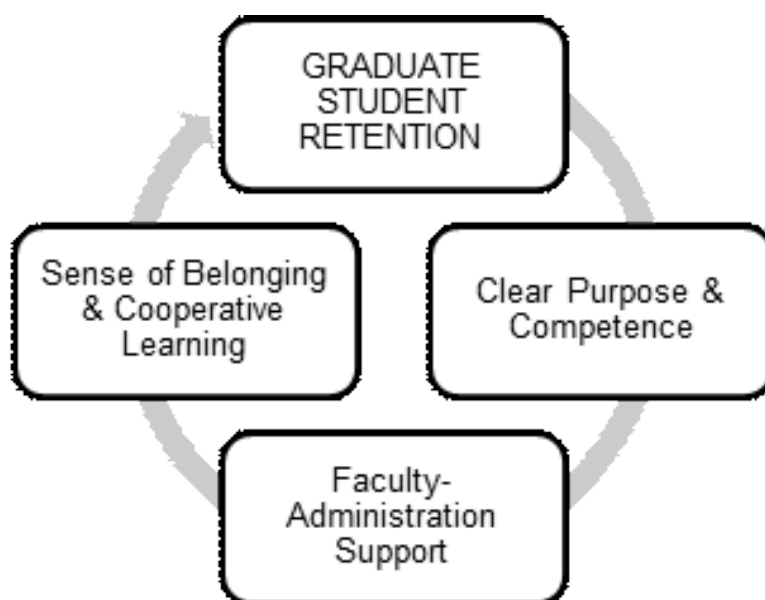 GRADUATE
STUDENT
RETENTION
Sense of Belonging
& Cooperative
Learning
Clear Purpose &
Competence
Faculty-
Administration
Support